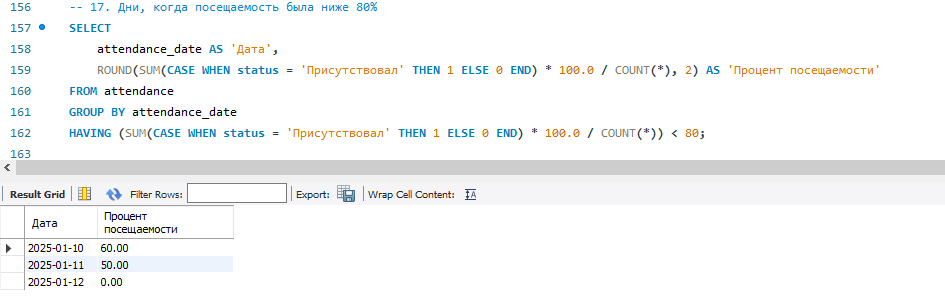 156 -- 17. Дни, когда посещаемость была ниже 80%
157 SELECT
158 attendance_date AS 'Дата',
159 ROUND(SUM(CASE WHEN status = 'Присутствовал' THEN 1 ELSE 0 END) * 100.0 / COUNT(*), 2) AS 'Процент посещаемости'
160 FROM attendance
161 GROUP BY attendance_date
162 HAVING (SUM(CASE WHEN status = 'Присутствовал' THEN 1 ELSE 0 END) * 100.0 / COUNT(*)) < 80;
163
Result Grid Filter Rows: Export: Wrap Cell Content:
Дата Процент
посещаемости
2025-01-10 60.00
2025-01-11 50.00
2025-01-12 0.00